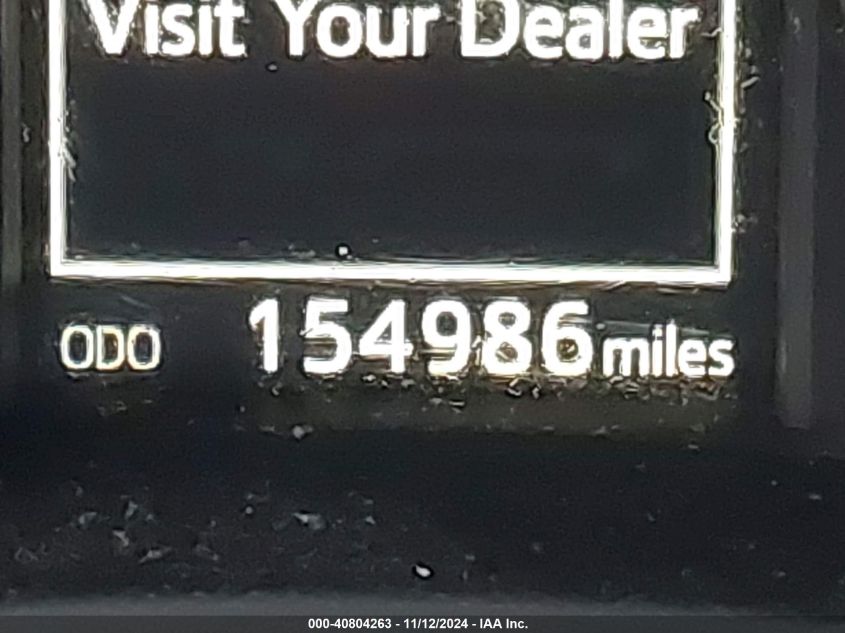 Visit Your Dealer
ODO 154986 miles
000-40804263 - 11/12/2024 - IAA Inc.